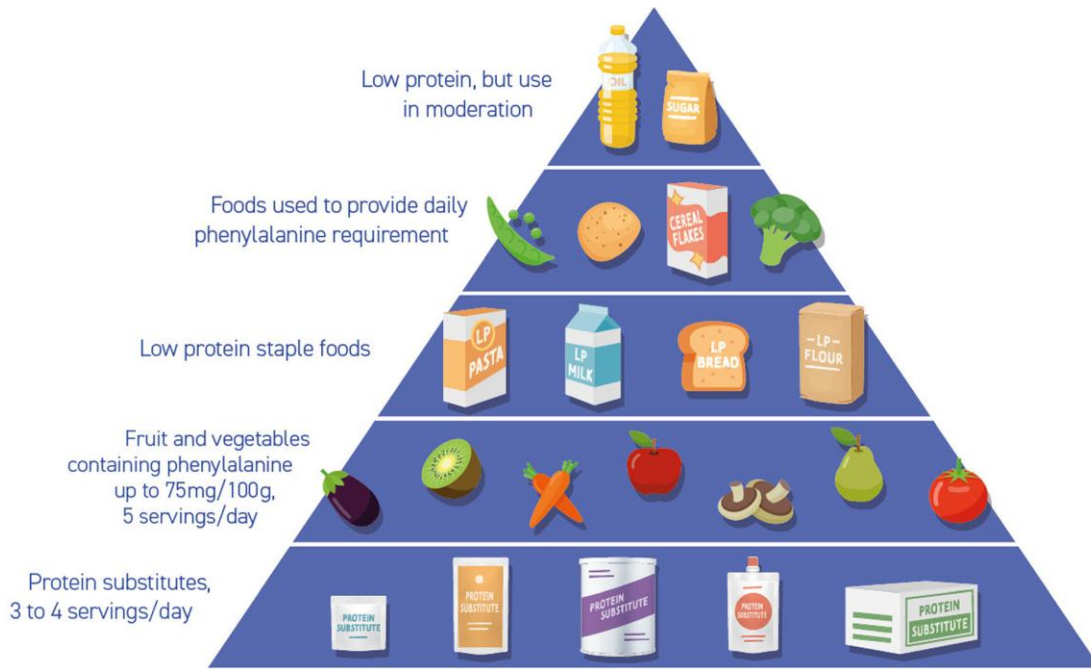 Low protein, but use
in moderation
OIL
SUGAR
Foods used to provide daily
phenylalanine requirement
CEREAL
FLAKES
Low protein staple foods
LP
PASTA
LP
MILK
LP
BREAD
LP
FLOUR
Fruit and vegetables
containing phenylalanine
up to 75mg/100g,
5 servings/day
Protein substitutes,
3 to 4 servings/day
PROTEIN
SUBSTITUTE
PROTEIN
SUBSTITUTE
PROTEIN
SUBSTITUTE
PROTEIN
SUBSTITUTE
PROTEIN
SUBSTITUTE